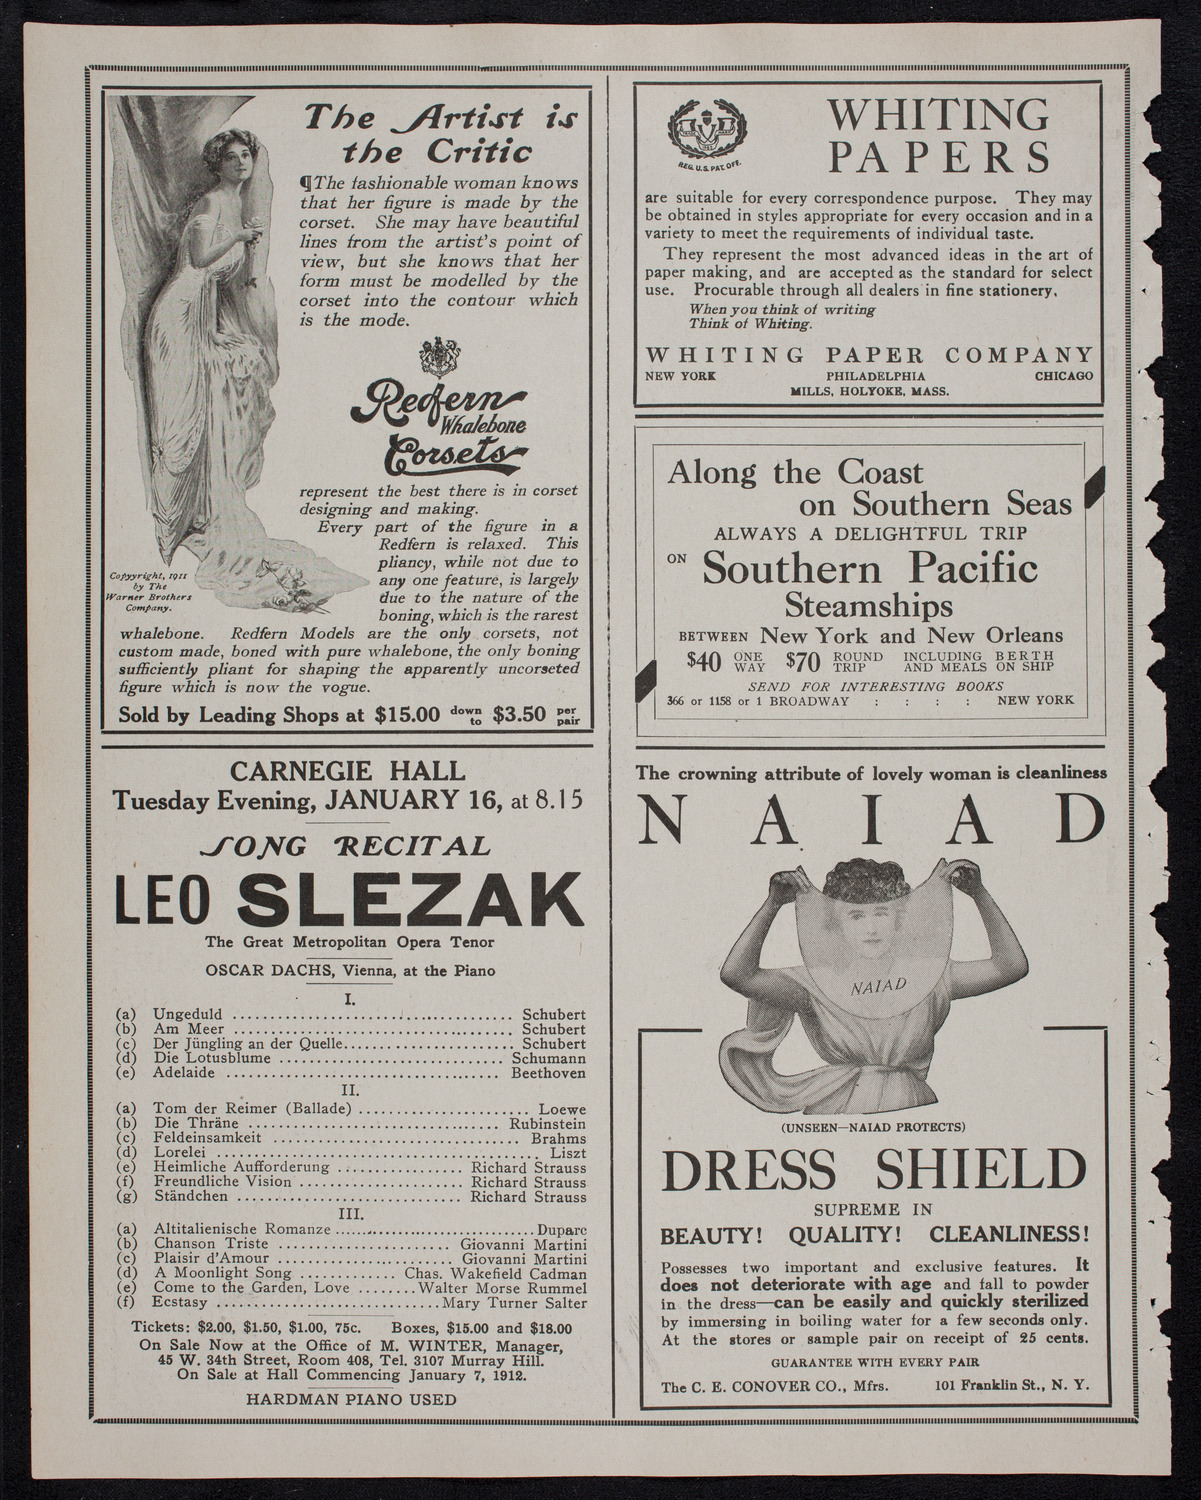 The Artist is
the Critic
¶The fashionable woman knows
that her figure is made by the
corset. She may have beautiful
lines from the artist's point of
view, but she knows that her
form must be modelled by the
corset into the contour which
is the mode.
Redfern
Whalebone
Corsets
represent the best there is in corset
designing and making.
Every part of the figure in a
Redfern is relaxed. This
pliancy, while not due to
any one feature, is largely
due to the nature of the
boning, which is the rarest
Copyright, 1911
by The
Warner Brothers
Company.
whalebone. Redfern Models are the only corsets, not
custom made, boned with pure whalebone, the only boning
sufficiently pliant for shaping the apparently uncorseted
figure which is now the vogue.
Sold by Leading Shops at $15.00 down to $3.50 per pair
CARNEGIE HALL
Tuesday Evening, JANUARY 16, at 8.15
SONG RECITAL
LEO SLEZAK
The Great Metropolitan Opera Tenor
OSCAR DACHS, Vienna, at the Piano
I.
(a) Ungeduld ........ Schubert
(b) Am Meer ........ Schubert
(c) Der Jüngling an der Quelle........ Schubert
(d) Die Lotusblume ........ Schumann
(e) Adelaide ........ Beethoven
II.
(a) Tom der Reimer (Ballade) ........ Loewe
(b) Die Thräne ........ Rubinstein
(c) Feldeinsamkeit ........ Brahms
(d) Lorelei ........ Liszt
(e) Heimliche Aufforderung ........ Richard Strauss
(f) Freundliche Vision ........ Richard Strauss
(g) Ständchen ........ Richard Strauss
III.
(a) Altitalienische Romanze ........ Duparc
(b) Chanson Triste ........ Giovanni Martini
(c) Plaisir d'Amour ........ Giovanni Martini
(d) A Moonlight Song ........ Chas. Wakefield Cadman
(e) Come to the Garden, Love ........ Walter Morse Rummel
(f) Ecstasy ........ Mary Turner Salter
Tickets: $2.00, $1.50, $1.00, 75c. Boxes, $15.00 and $18.00
On Sale Now at the Office of M. WINTER, Manager,
45 W. 34th Street, Room 408, Tel. 3107 Murray Hill.
On Sale at Hall Commencing January 7, 1912.
HARDMAN PIANO USED
WHITING
PAPERS
REG. U.S. PAT. OFF.
are suitable for every correspondence purpose. They may
be obtained in styles appropriate for every occasion and in a
variety to meet the requirements of individual taste.
They represent the most advanced ideas in the art of
paper making, and are accepted as the standard for select
use. Procurable through all dealers in fine stationery.
When you think of writing
Think of Whiting.
WHITING PAPER COMPANY
NEW YORK PHILADELPHIA CHICAGO
MILLS, HOLYOKE, MASS.
Along the Coast
on Southern Seas
ALWAYS A DELIGHTFUL TRIP
ON Southern Pacific
Steamships
BETWEEN New York and New Orleans
$40 ONE WAY $70 ROUND TRIP INCLUDING BERTH AND MEALS ON SHIP
SEND FOR INTERESTING BOOKS
366 or 1158 or 1 BROADWAY : : : : NEW YORK
The crowning attribute of lovely woman is cleanliness
NAIAD
NAIAD
(UNSEEN—NAIAD PROTECTS)
DRESS SHIELD
SUPREME IN
BEAUTY! QUALITY! CLEANLINESS!
Possesses two important and exclusive features. It
does not deteriorate with age and fall to powder
in the dress—can be easily and quickly sterilized
by immersing in boiling water for a few seconds only.
At the stores or sample pair on receipt of 25 cents.
GUARANTEE WITH EVERY PAIR
The C. E. CONOVER CO., Mfrs. 101 Franklin St., N. Y.